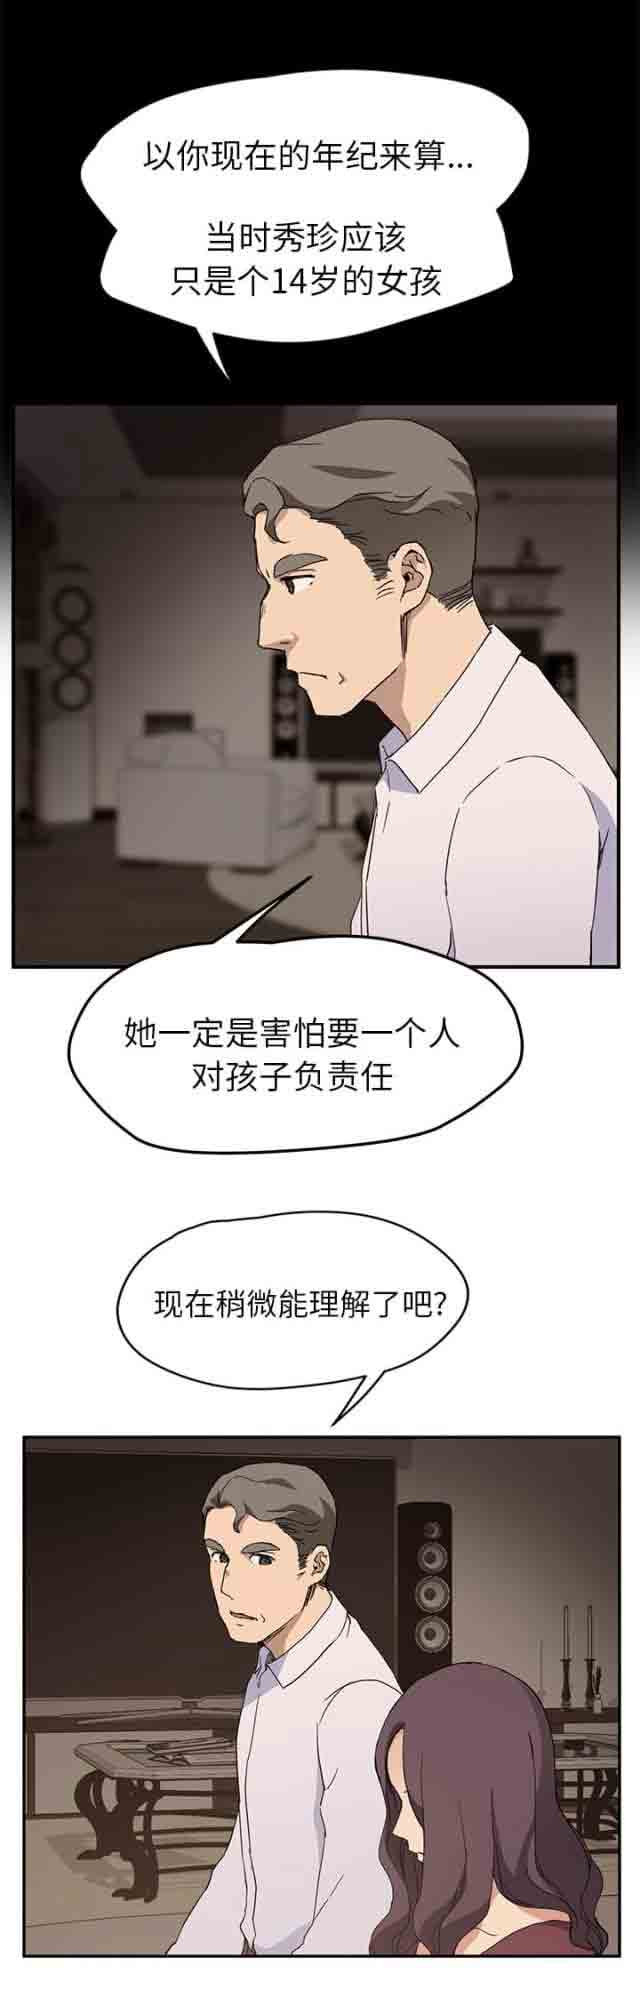 以你现在的年纪来算...
当时秀珍应该
只是个14岁的女孩
她一定是害怕要一个人
对孩子负责任
现在稍微能理解了吧?